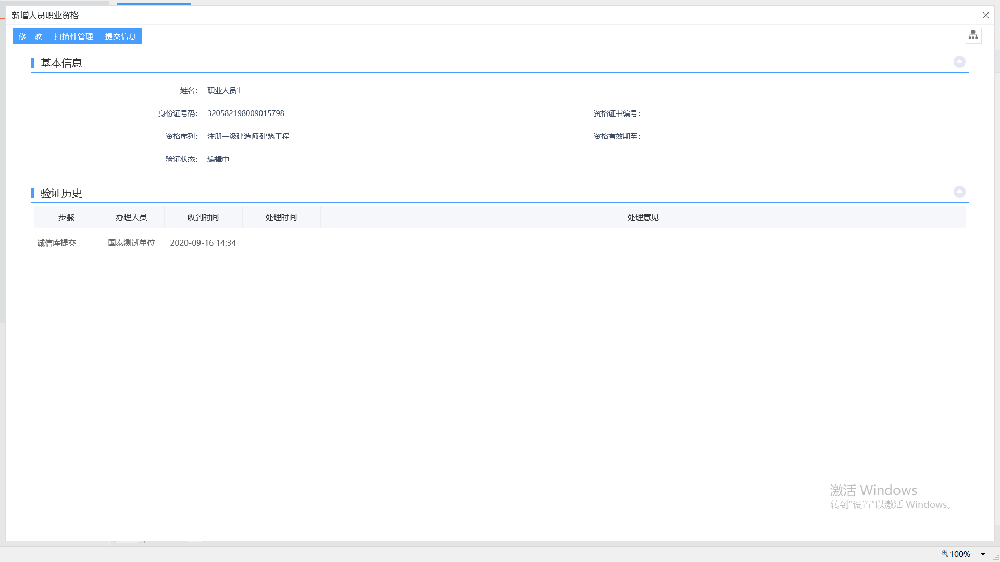 新增人员职业资格
修 改 扫描件管理 提交信息
基本信息
姓名： 职业人员1
身份证号码： 320582198009015798 资格证书编号：
资格序列： 注册一级建造师·建筑工程 资格有效期至：
验证状态： 编辑中
验证历史
步骤 办理人员 收到时间 处理时间 处理意见
诚信库提交 国泰测试单位 2020-09-16 14:34
激活 Windows
转到“设置”以激活 Windows。
100%